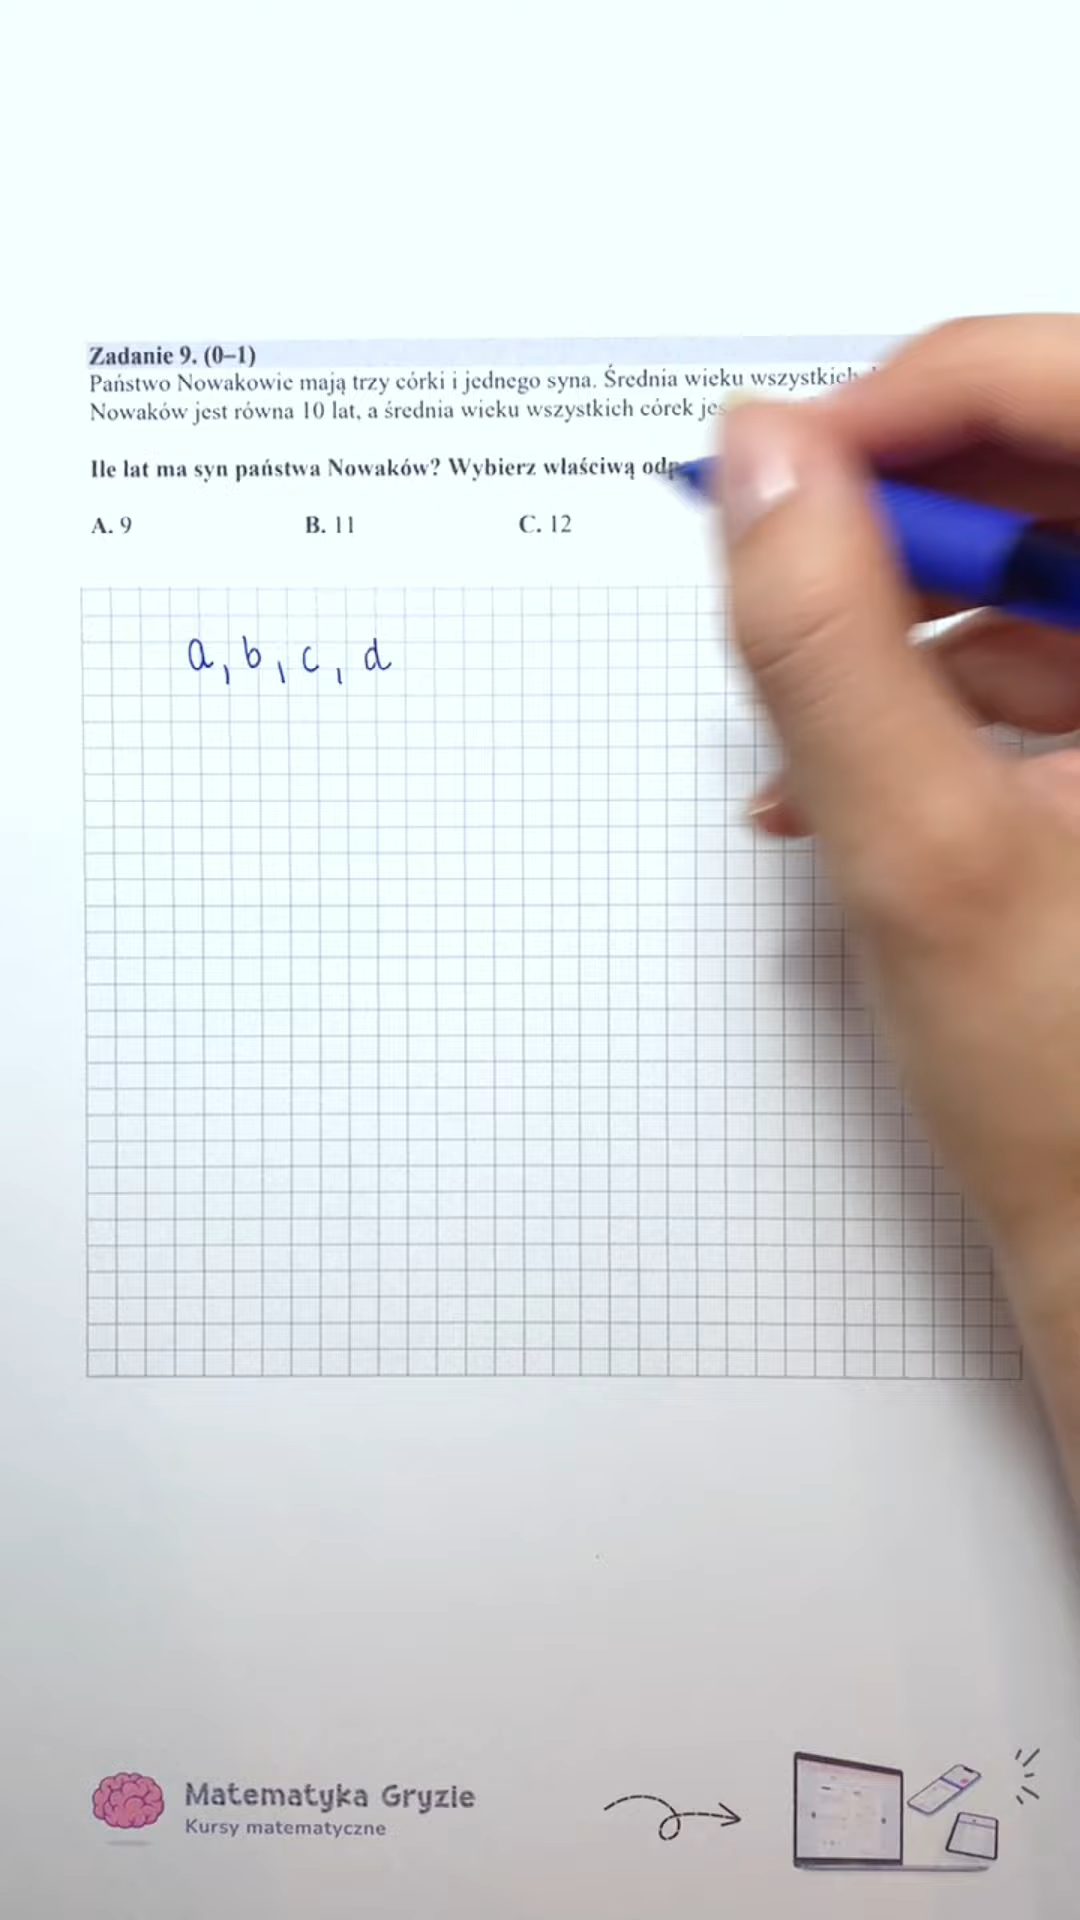 Zadanie 9. (0–1)
Państwo Nowakowie mają trzy córki i jednego syna. Średnia wieku wszystkich
Nowaków jest równa 10 lat, a średnia wieku wszystkich córek
Ile lat ma syn państwa Nowaków? Wybierz właściwą
A. 9 B. 11 C. 12
a, b, c, d
Matematyka Gryzie
Kursy matematyczne